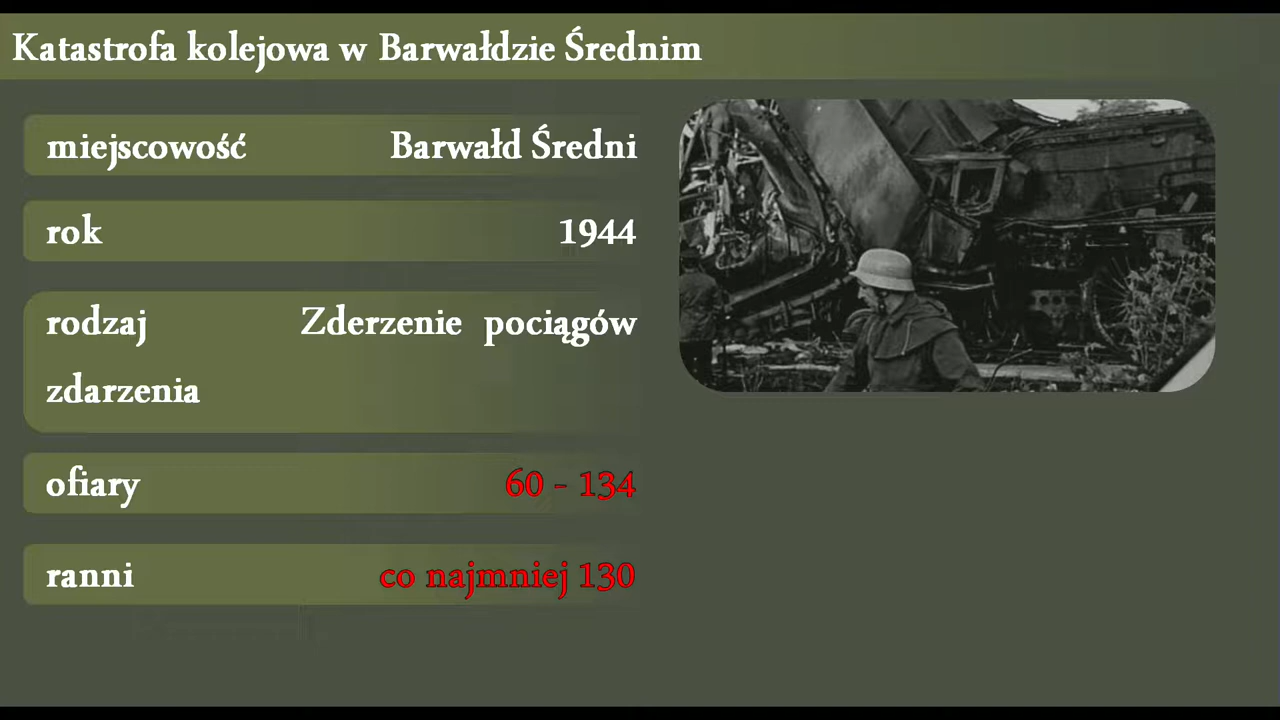 Katastrofa kolejowa w Barwałdzie Średnim
miejscowość Barwałd Średni
rok 1944
rodzaj Zderzenie pociągów
zdarzenia
ofiary 60 - 134
ranni co najmniej 130